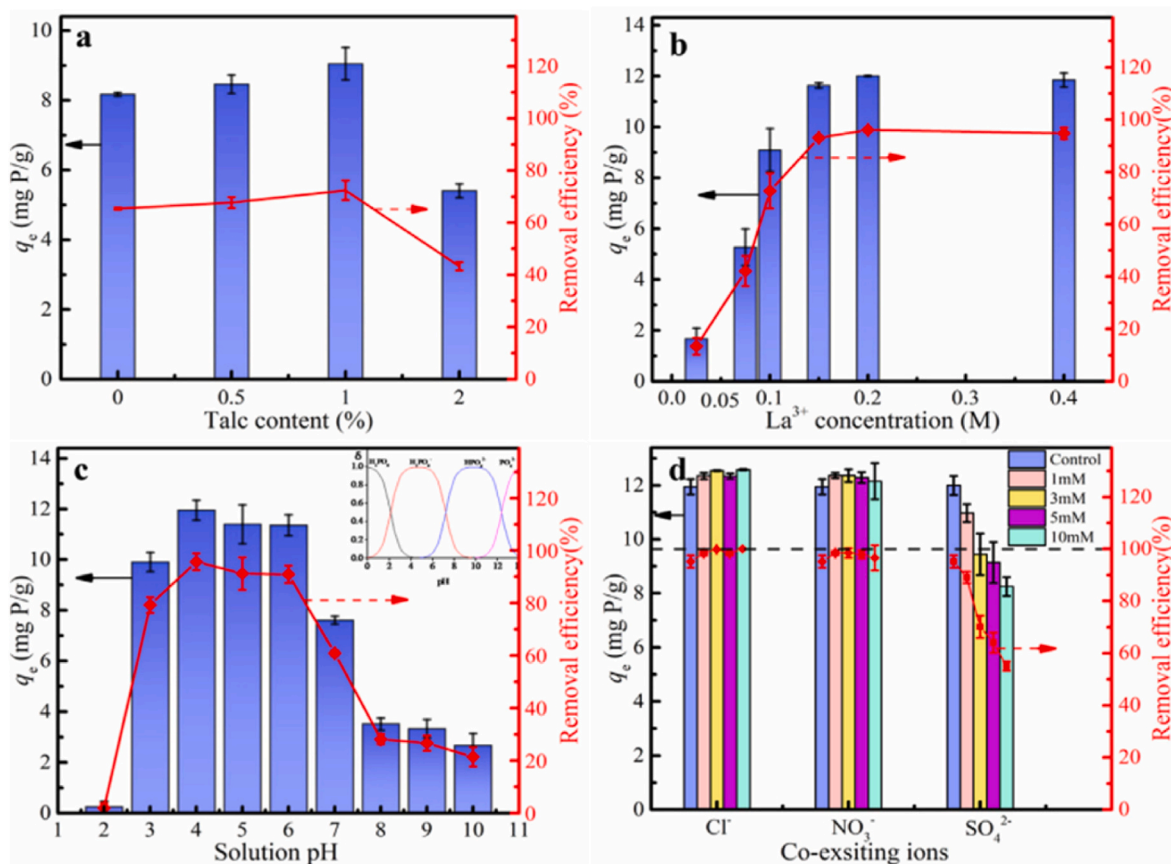 a
10
8
6
4
2
0
qe (mg P/g)
120
100
80
60
40
20
0
Removal efficiency (%)
0 0.5 1 2
Talc content (%)
b
14
12
10
8
6
4
2
0
qe (mg P/g)
120
100
80
60
40
20
0
Removal efficiency(%)
0.0 0.05 0.1 0.2 0.3 0.4
La³⁺ concentration (M)
c
14
12
10
8
6
4
2
0
qe (mg P/g)
δ
1.0
0.8
0.6
0.4
0.2
0.0
0 2 4 6 8 10 12 14
pH
120
100
80
60
40
20
0
Removal efficiency(%)
1 2 3 4 5 6 7 8 9 10 11
Solution pH
d
12
10
8
6
4
2
0
qe (mg P/g)
Control
1mM
3mM
5mM
10mM
120
100
80
60
40
20
0
Removal efficiency(%)
Cl⁻ NO₃⁻ SO₄²⁻
Co-exsiting ions